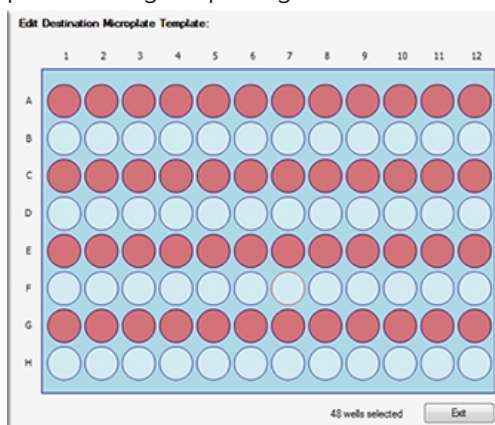 Edit Destination Microplate Template:
1 2 3 4 5 6 7 8 9 10 11 12
A
B
C
D
E
F
G
H
48 wells selected Exit